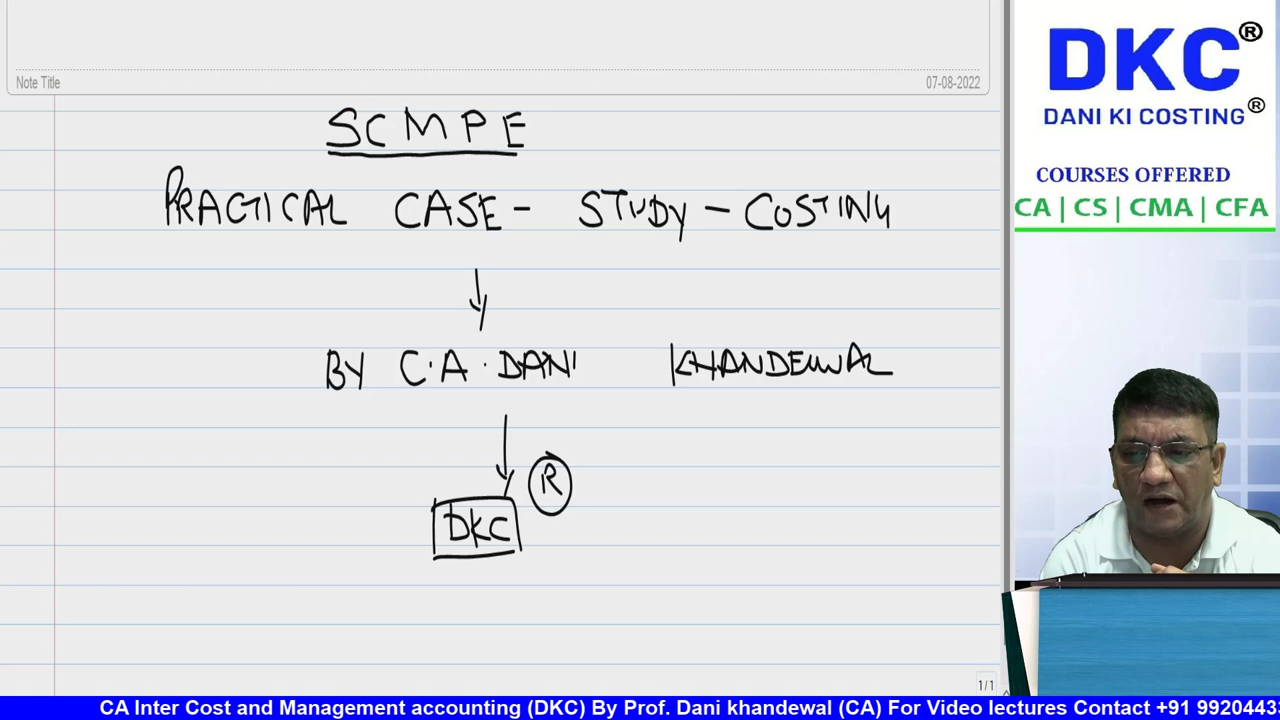 Note Title
07-08-2022
SCMPE
PRACTICAL CASE - STUDY - COSTING
BY C.A. DANI KHANDELWAL
DKC ®
1/1
DKC®
DANI KI COSTING®
COURSES OFFERED
CA | CS | CMA | CFA
CA Inter Cost and Management accounting (DKC) By Prof. Dani khandewal (CA) For Video lectures Contact +91 9920443